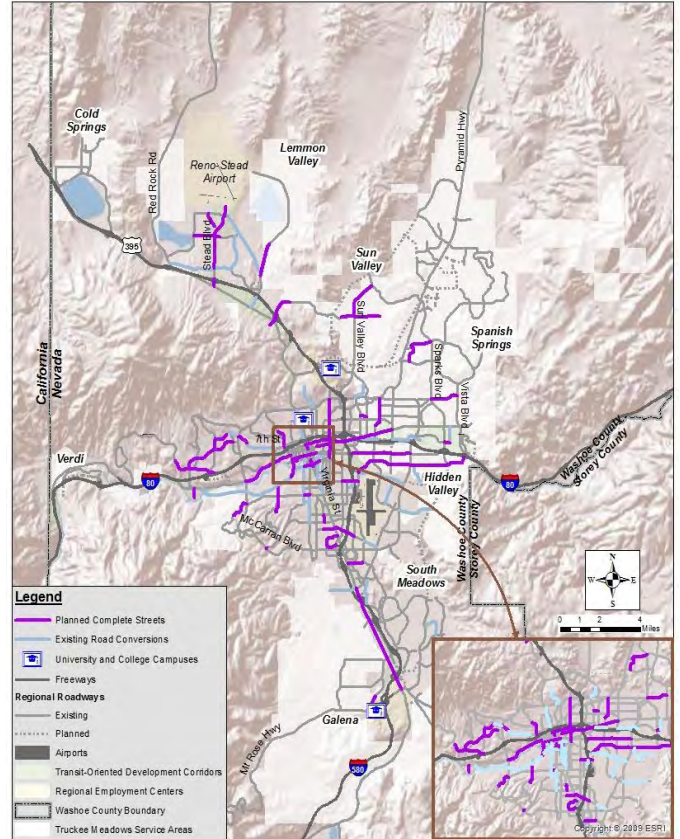 Cold
Springs
Red Rock Rd
Reno-Stead
Airport
Lemmon
Valley
Pyramid Hwy
395
Stead Blvd
Sun
Valley
Sun Valley Blvd
Spanish
Springs
Sparks Blvd
Vista Blvd
California
Nevada
Washoe County
Storey County
7th St
Verdi
80
80
Hidden
Valley
Virginia St
McCarran Blvd
Washoe County
Storey County
South
Meadows
N
W E
S
0 1 2 4
Miles
Legend
Planned Complete Streets
Existing Road Conversions
University and College Campuses
Freeways
Regional Roadways
Existing
Planned
Airports
Transit-Oriented Development Corridors
Regional Employment Centers
Washoe County Boundary
Truckee Meadows Service Areas
Galena
Mt Rose Hwy
580
Copyright:© 2009 ESRI